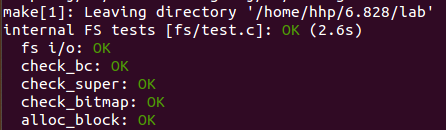 make[1]: Leaving directory '/home/hhp/6.828/lab'
internal FS tests [fs/test.c]: OK (2.6s)
  fs i/o: OK
  check_bc: OK
  check_super: OK
  check_bitmap: OK
  alloc_block: OK